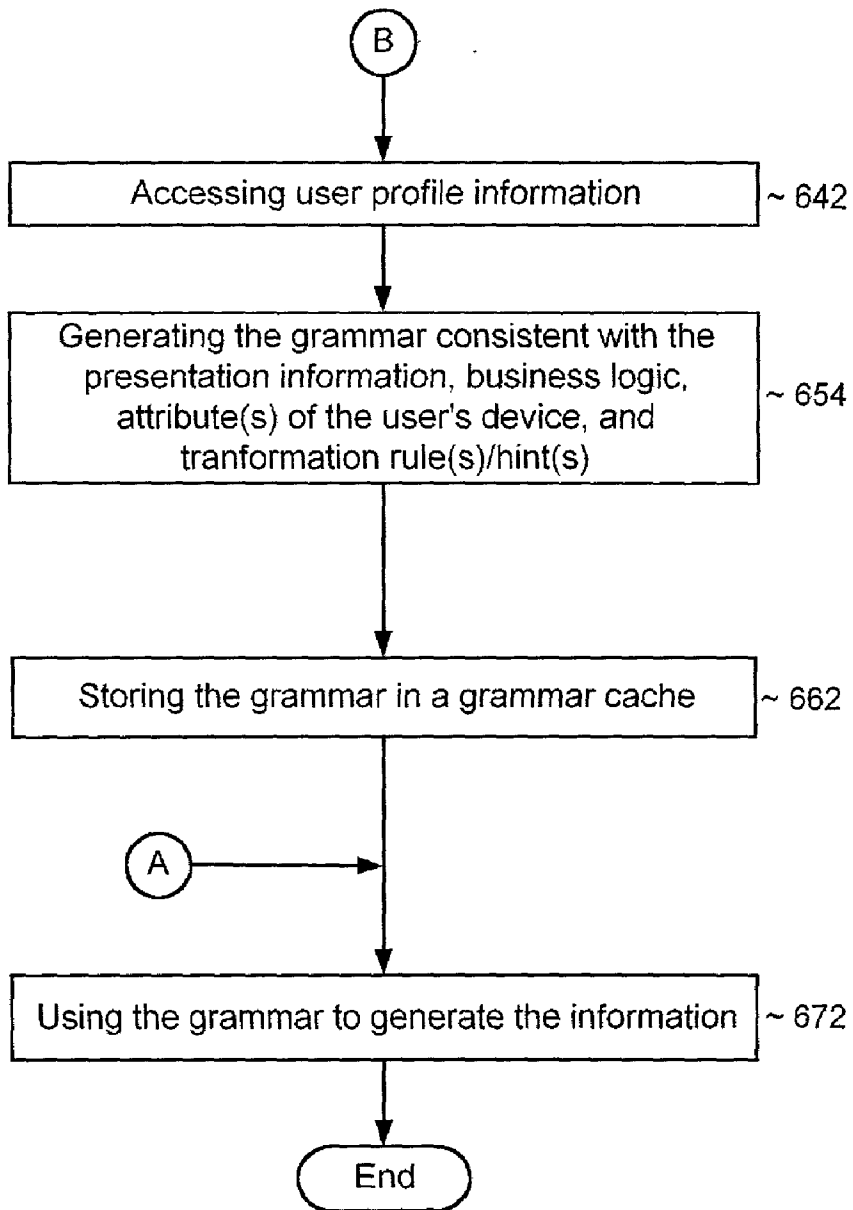 B
Accessing user profile information
~ 642
Generating the grammar consistent with the
presentation information, business logic,
attribute(s) of the user's device, and
tranformation rule(s)/hint(s)
~ 654
Storing the grammar in a grammar cache
~ 662
A
Using the grammar to generate the information
~ 672
End